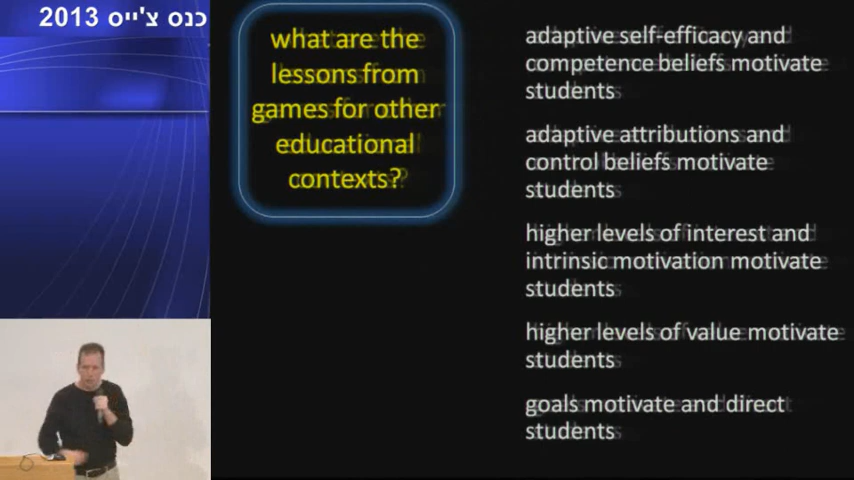 כנס צ'ייס 2013
what are the
lessons from
games for other
educational
contexts?
adaptive self-efficacy and
competence beliefs motivate
students
adaptive attributions and
control beliefs motivate
students
higher levels of interest and
intrinsic motivation motivate
students
higher levels of value motivate
students
goals motivate and direct
students